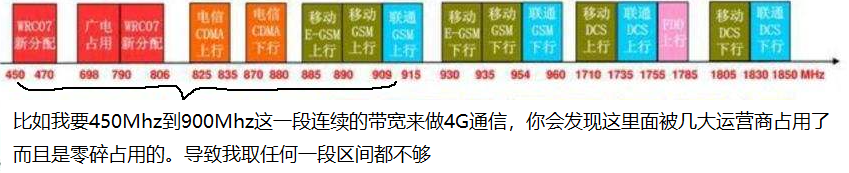 WRC07 广电 WRC07 电信 电信 移动 移动 联通 移动 移动 联通 移动 联通 FDD 移动 联通
新分配 占用 新分配 CDMA CDMA E-GSM GSM GSM E-GSM GSM GSM DCS DCS 上行 DCS DCS
上行 下行 上行 上行 上行 下行 下行 下行 上行 上行 下行 下行
450 470 698 790 806 825 835 870 880 885 890 909 915 930 935 954 960 1710 1735 1755 1785 1805 1830 1850 MHz
比如我要450Mhz到900Mhz这一段连续的带宽来做4G通信，你会发现这里面被几大运营商占用了
而且是零碎占用的。导致我取任何一段区间都不够